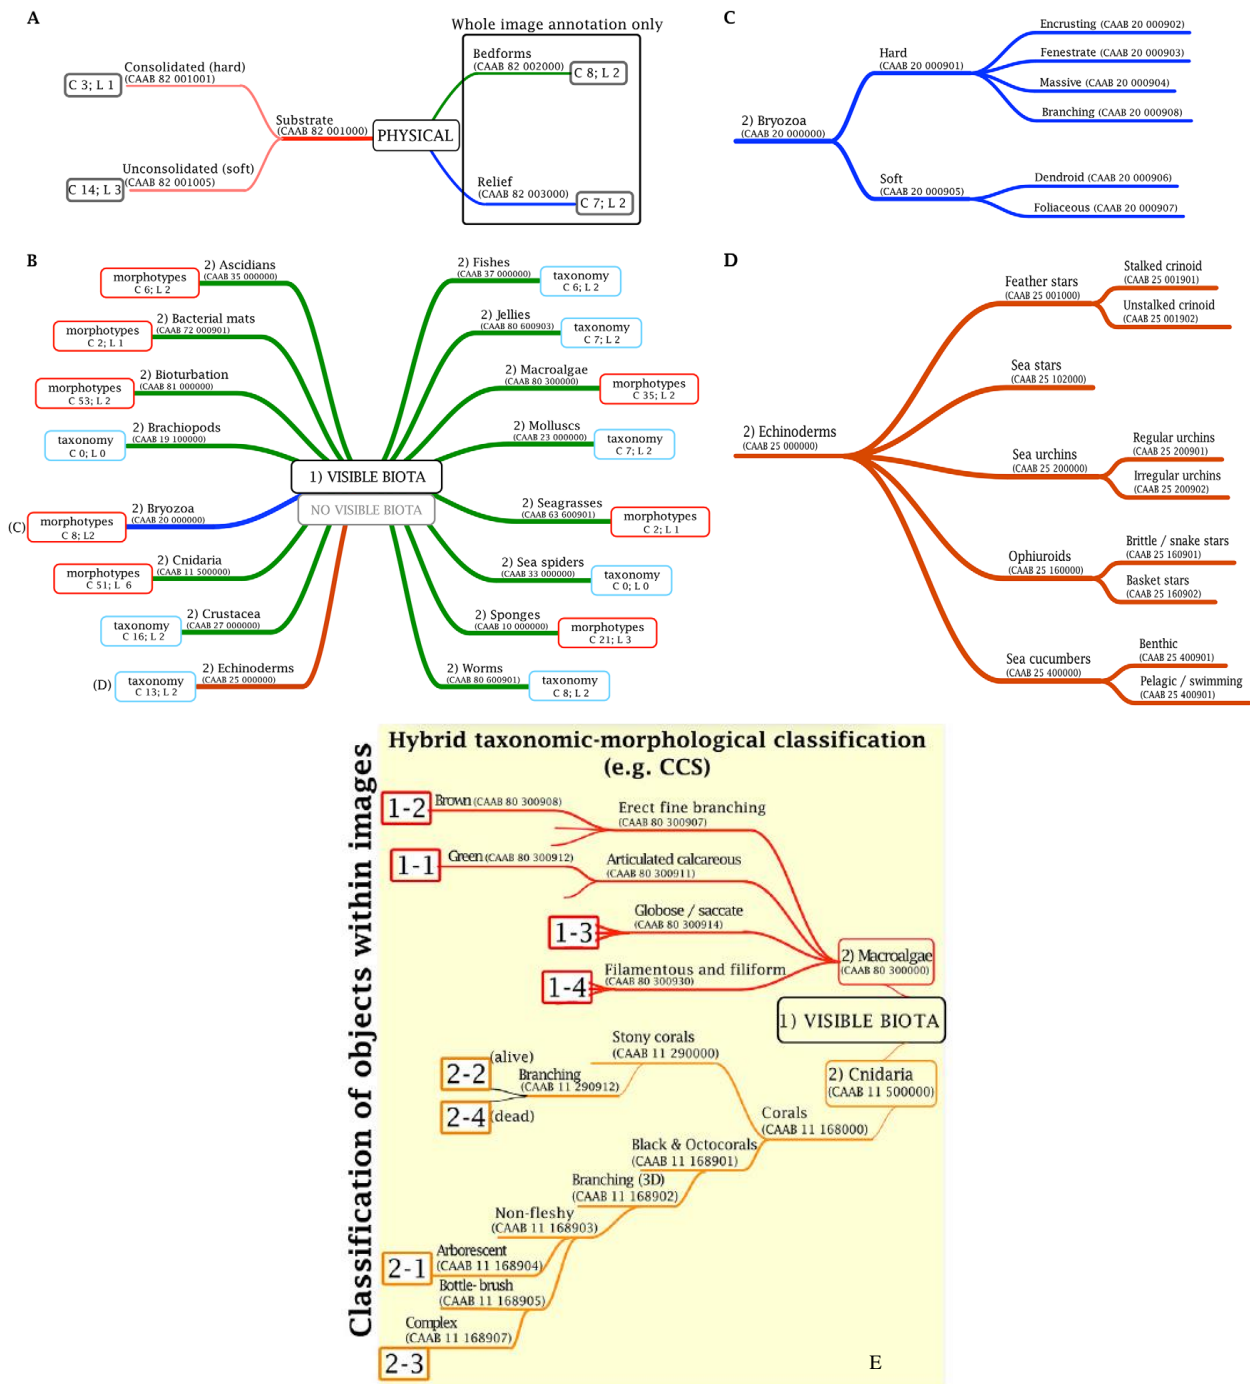 A
Whole image annotation only
Consolidated (hard)
(CAAB 82 001001)
C 3; L 1
Substrate
(CAAB 82 001000)
PHYSICAL
Unconsolidated (soft)
(CAAB 82 001005)
C 14; L 3
Bedforms
(CAAB 82 002000)
C 8; L 2
Relief
(CAAB 82 003000)
C 7; L 2
C
2) Bryozoa
(CAAB 20 000000)
Hard
(CAAB 20 000901)
Encrusting (CAAB 20 000902)
Fenestrate (CAAB 20 000903)
Massive (CAAB 20 000904)
Branching (CAAB 20 000908)
Soft
(CAAB 20 000905)
Dendroid (CAAB 20 000906)
Foliaceous (CAAB 20 000907)
B
2) Ascidians
(CAAB 35 000000)
morphotypes
C 6; L 2
2) Bacterial mats
(CAAB 72 000901)
morphotypes
C 2; L 1
2) Bioturbation
(CAAB 81 000000)
morphotypes
C 53; L 2
2) Brachiopods
(CAAB 19 100000)
taxonomy
C 0; L 0
1) VISIBLE BIOTA
NO VISIBLE BIOTA
(C)
2) Bryozoa
(CAAB 20 000000)
morphotypes
C 8; L2
2) Cnidaria
(CAAB 11 500000)
morphotypes
C 51; L 6
2) Crustacea
(CAAB 27 000000)
taxonomy
C 16; L 2
(D)
2) Echinoderms
(CAAB 25 000000)
taxonomy
C 13; L 2
2) Fishes
(CAAB 37 000000)
taxonomy
C 6; L 2
2) Jellies
(CAAB 80 600903)
taxonomy
C 7; L 2
2) Macroalgae
(CAAB 80 300000)
morphotypes
C 35; L 2
2) Molluscs
(CAAB 23 000000)
taxonomy
C 7; L 2
2) Seagrasses
(CAAB 63 600901)
morphotypes
C 2; L 1
2) Sea spiders
(CAAB 33 000000)
taxonomy
C 0; L 0
2) Sponges
(CAAB 10 000000)
morphotypes
C 21; L 3
2) Worms
(CAAB 80 600901)
taxonomy
C 8; L 2
D
2) Echinoderms
(CAAB 25 000000)
Feather stars
(CAAB 25 001000)
Stalked crinoid
(CAAB 25 001901)
Unstalked crinoid
(CAAB 25 001902)
Sea stars
(CAAB 25 102000)
Sea urchins
(CAAB 25 200000)
Regular urchins
(CAAB 25 200901)
Irregular urchins
(CAAB 25 200902)
Ophiuroids
(CAAB 25 160000)
Brittle / snake stars
(CAAB 25 160901)
Basket stars
(CAAB 25 160902)
Sea cucumbers
(CAAB 25 400000)
Benthic
(CAAB 25 400901)
Pelagic / swimming
(CAAB 25 400901)
Classification of objects within images
Hybrid taxonomic-morphological classification
(e.g. CCS)
1-2
Brown (CAAB 80 300908)
Erect fine branching
(CAAB 80 300907)
1-1
Green (CAAB 80 300912)
Articulated calcareous
(CAAB 80 300911)
1-3
Globose / saccate
(CAAB 80 300914)
1-4
Filamentous and filiform
(CAAB 80 300930)
2) Macroalgae
(CAAB 80 300000)
1) VISIBLE BIOTA
2) Cnidaria
(CAAB 11 500000)
Stony corals
(CAAB 11 290000)
2-2
(alive)
Branching
(CAAB 11 290912)
2-4
(dead)
Corals
(CAAB 11 168000)
Black & Octocorals
(CAAB 11 168901)
Branching (3D)
(CAAB 11 168902)
Non-fleshy
(CAAB 11 168903)
2-1
Arborescent
(CAAB 11 168904)
Bottle- brush
(CAAB 11 168905)
Complex
(CAAB 11 168907)
2-3
E